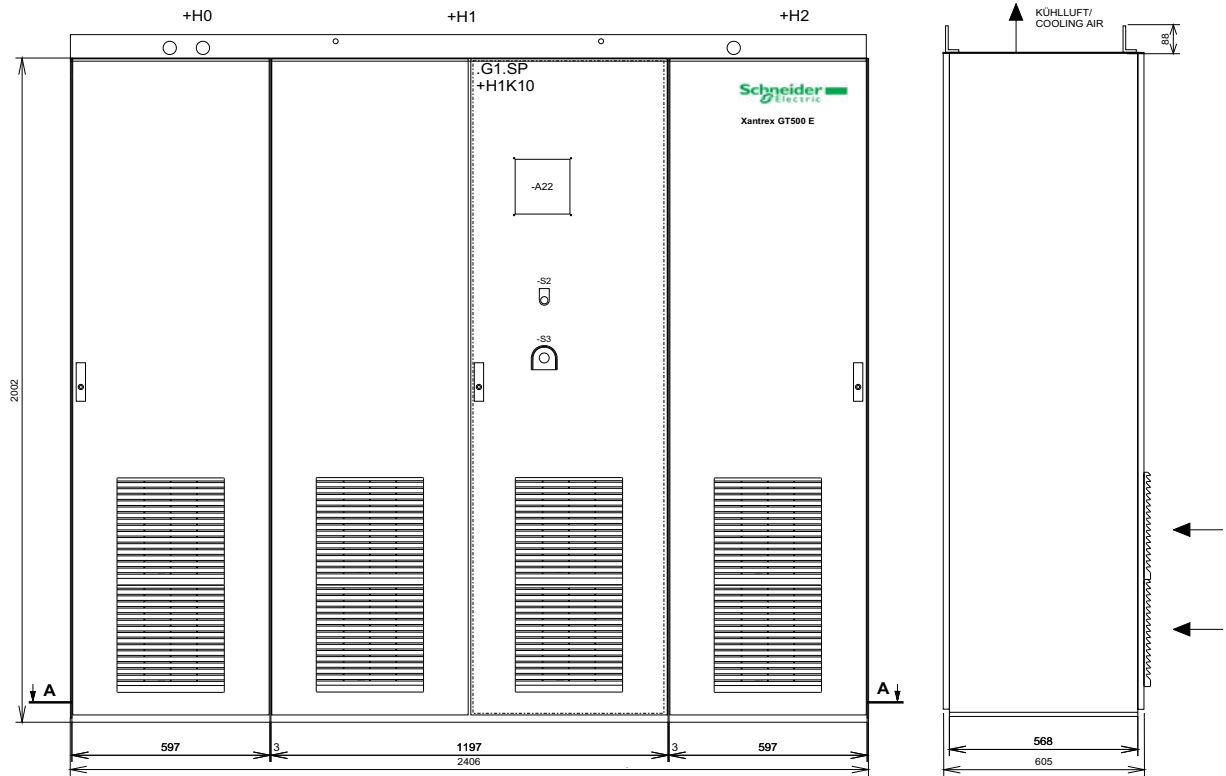 +H0 +H1 +H2
KÜHLLUFT/
COOLING AIR
88
.G1.SP
+H1K10
Schneider
Electric
Xantrex GT500 E
-A22
-S2
-S3
2002
A A
597 3 1197 3 597
2406
568
605